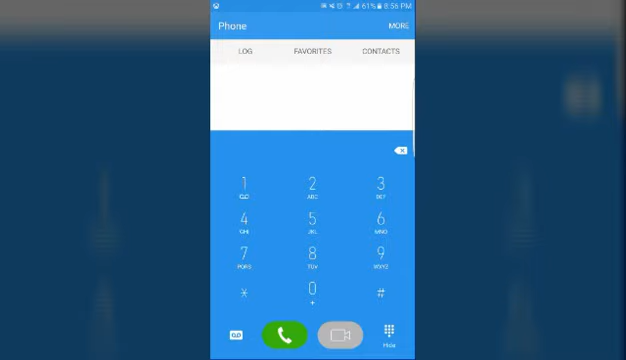 61% 8:56 PM
Phone MORE
LOG FAVORITES CONTACTS
1 2 3
ABC DEF
4 5 6
GHI JKL MNO
7 8 9
PQRS TUV WXYZ
* 0 #
+
Hide